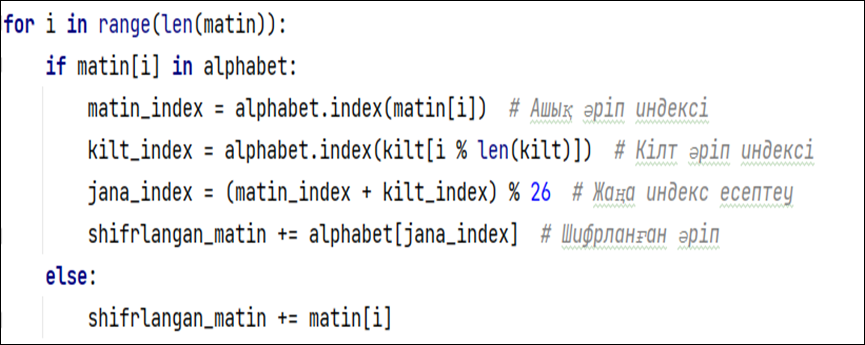 for i in range(len(matin)):
    if matin[i] in alphabet:
        matin_index = alphabet.index(matin[i])  # Ашық әріп индексі
        kilt_index = alphabet.index(kilt[i % len(kilt)])  # Кілт әріп индексі
        jana_index = (matin_index + kilt_index) % 26  # Жаңа индекс есептеу
        shifrlangan_matin += alphabet[jana_index]  # Шифрланған әріп
    else:
        shifrlangan_matin += matin[i]